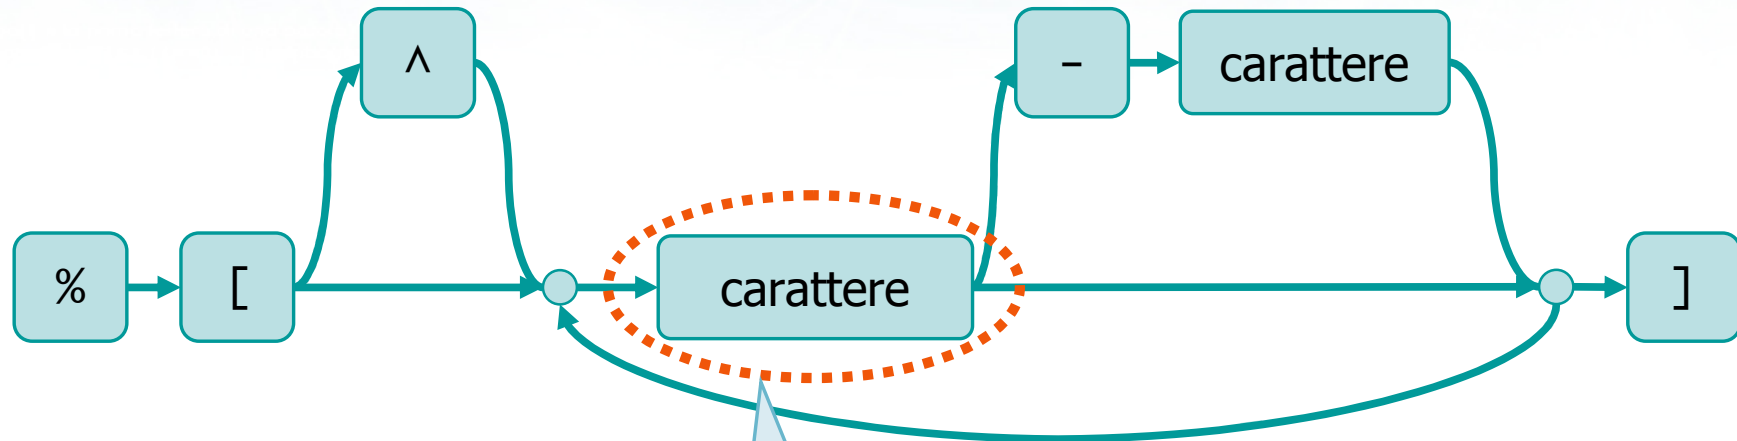 ^
- carattere
% [ carattere ]